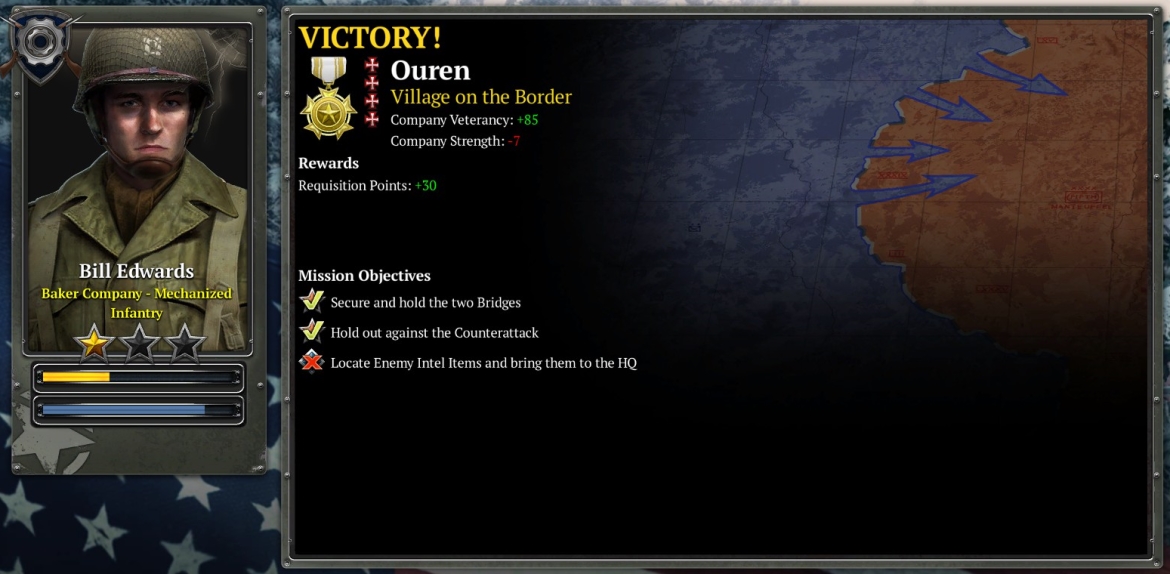 VICTORY!
Ouren
Village on the Border
Company Veterancy: +85
Company Strength: -7
Rewards
Requisition Points: +30
Mission Objectives
Secure and hold the two Bridges
Hold out against the Counterattack
Locate Enemy Intel Items and bring them to the HQ
Bill Edwards
Baker Company - Mechanized
Infantry